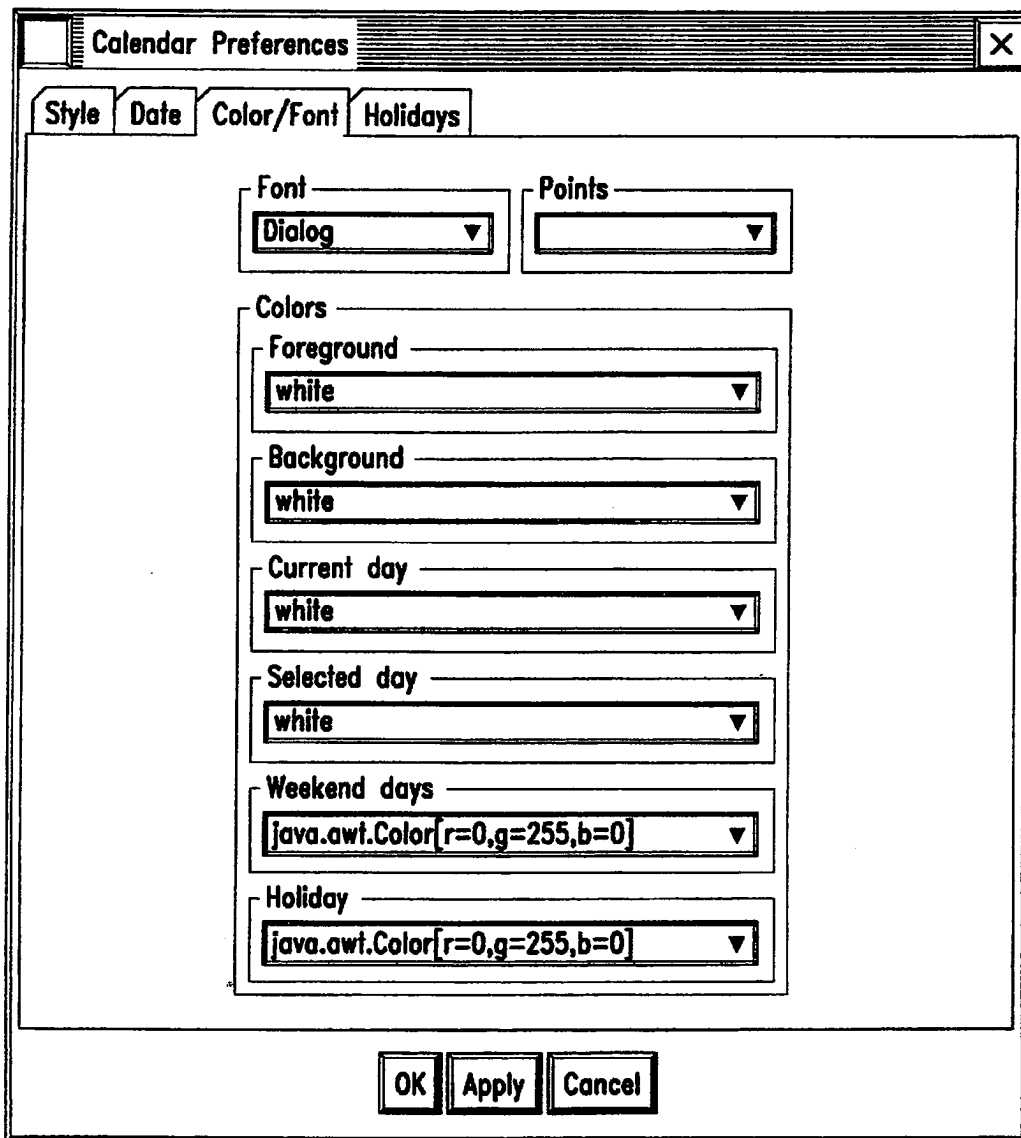 Calendar Preferences
Style Date Color/Font Holidays
Font Points
Dialog
Colors
Foreground
white
Background
white
Current day
white
Selected day
white
Weekend days
java.awt.Color[r=0,g=255,b=0]
Holiday
java.awt.Color[r=0,g=255,b=0]
OK Apply Cancel